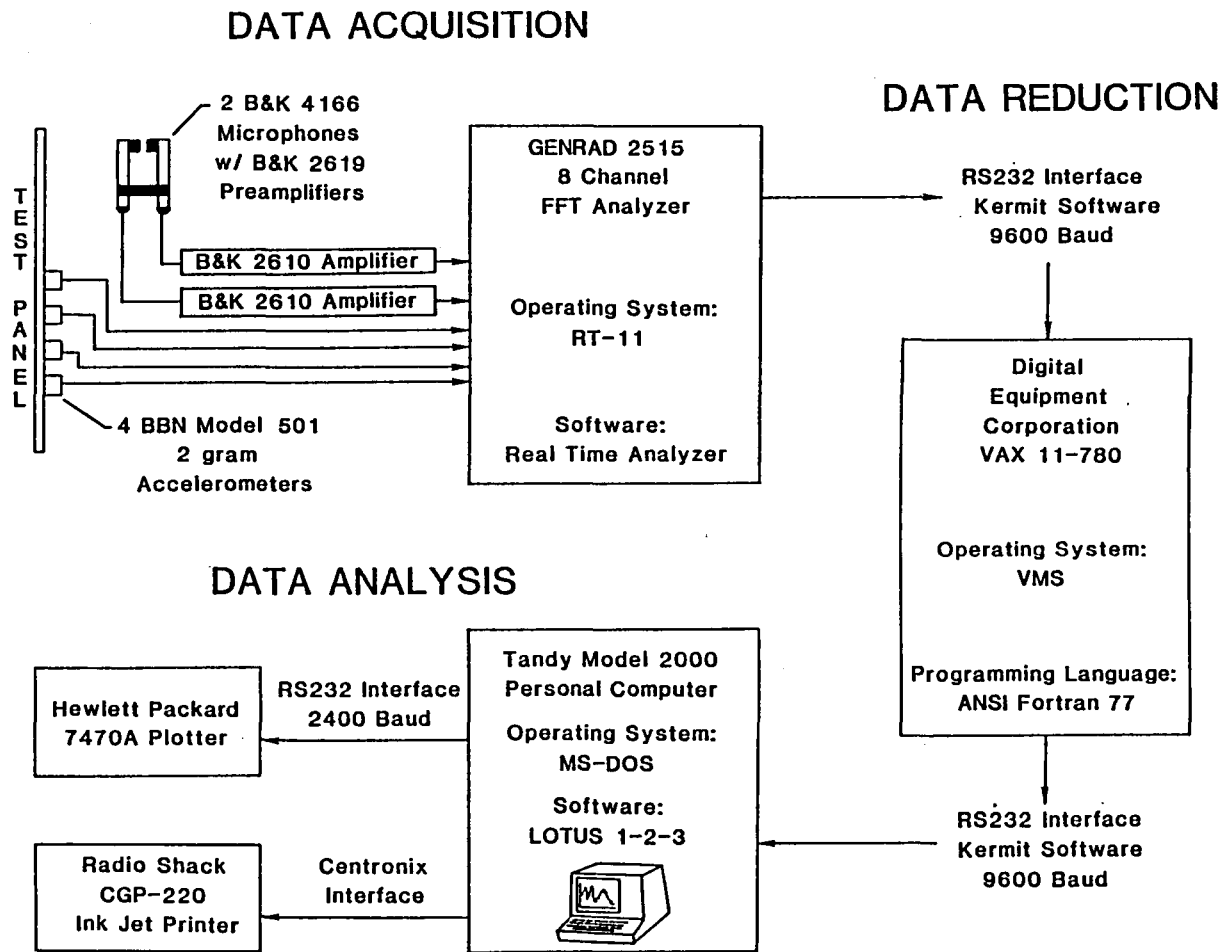 DATA ACQUISITION
2 B&K 4166
Microphones
w/ B&K 2619
Preamplifiers
TEST PANEL
B&K 2610 Amplifier
B&K 2610 Amplifier
4 BBN Model 501
2 gram
Accelerometers
GENRAD 2515
8 Channel
FFT Analyzer
Operating System:
RT-11
Software:
Real Time Analyzer
DATA REDUCTION
RS232 Interface
Kermit Software
9600 Baud
Digital
Equipment
Corporation
VAX 11-780
Operating System:
VMS
Programming Language:
ANSI Fortran 77
RS232 Interface
Kermit Software
9600 Baud
DATA ANALYSIS
Tandy Model 2000
Personal Computer
Operating System:
MS-DOS
Software:
LOTUS 1-2-3
RS232 Interface
2400 Baud
Hewlett Packard
7470A Plotter
Centronix
Interface
Radio Shack
CGP-220
Ink Jet Printer